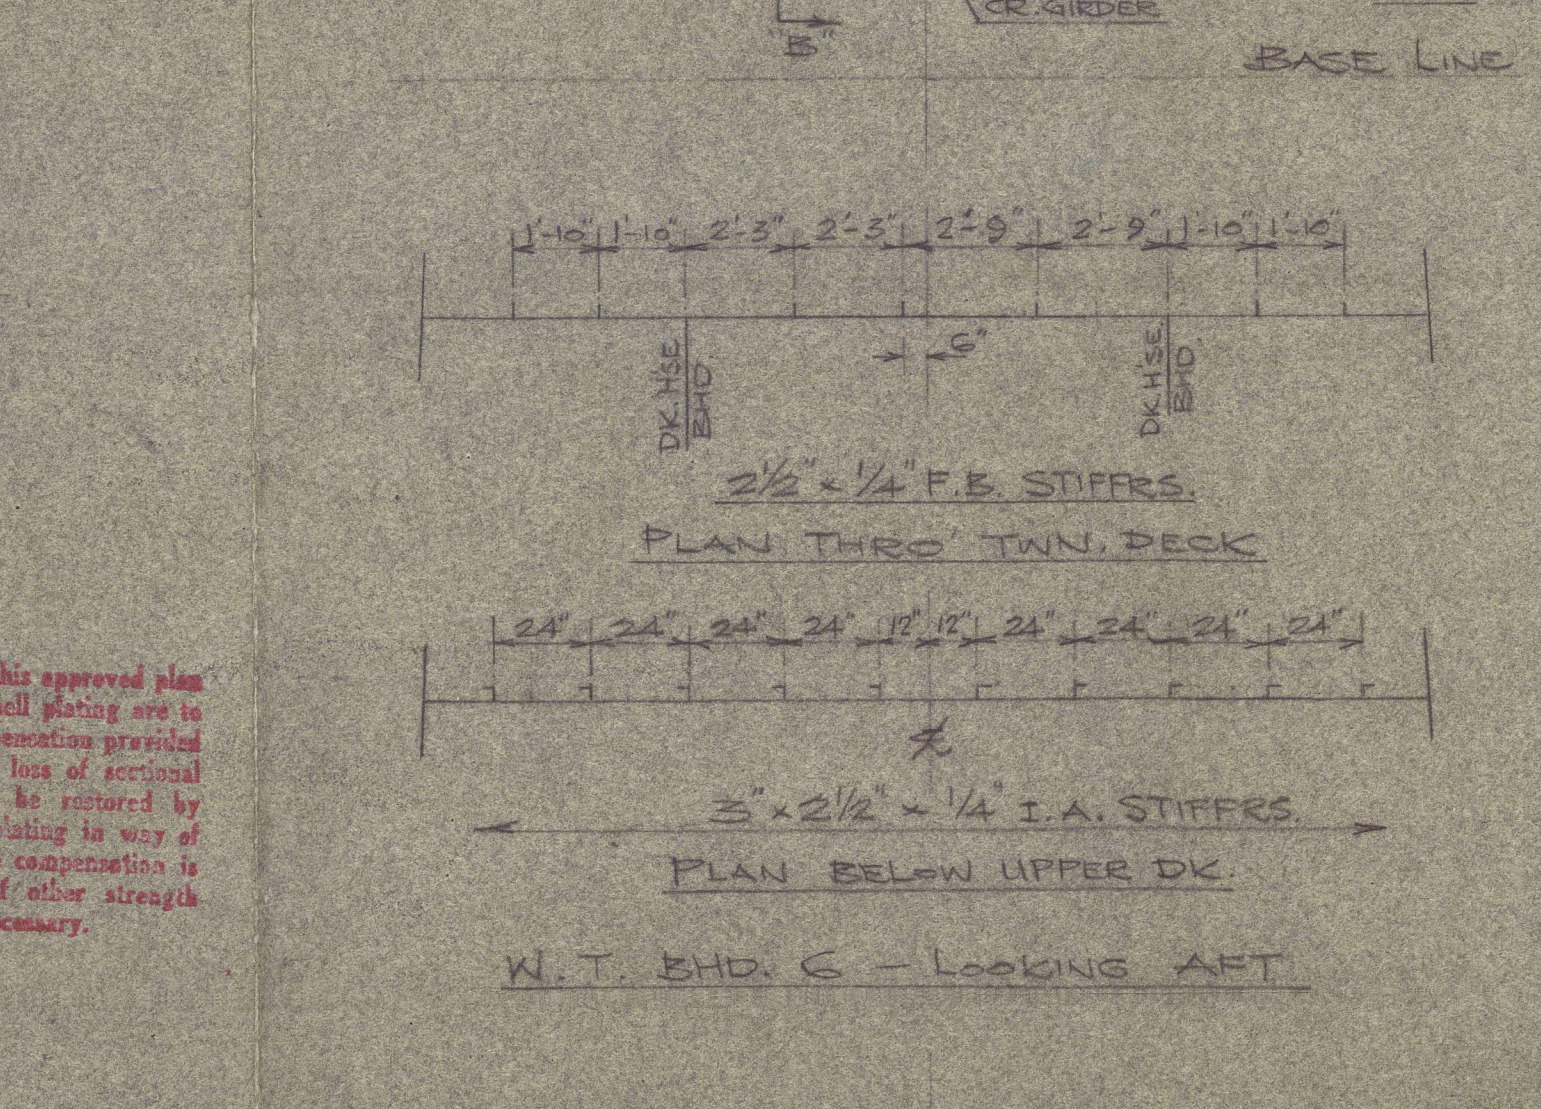 "B"
CR. GIRDER
BASE LINE
1'-10" 1'-10" 2'-3" 2'-3" 2'-9" 2'-9" 1'-10" 1'-10"
6"
DK. HSE.
BHD
DK. HSE.
BHD.
2½" x ¼" F.B. STIFFRS.
PLAN THRO' TWN. DECK
24" 24" 24" 24" 12" 12" 24" 24" 24" 24"
3" x 2½" x ¼" I.A. STIFFRS.
PLAN BELOW UPPER DK.
W.T. BHD. 6 - LOOKING AFT
his approved plan
ell plating are to
ensation provided
loss of sectional
be restored by
lating in way of
compensation is
f other strength
cessary.